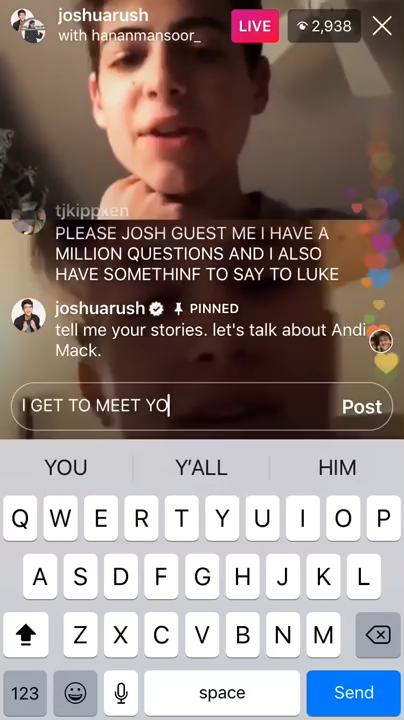 joshuarush
with hananmansoor_
LIVE
2,938
tjkippxen
PLEASE JOSH GUEST ME I HAVE A
MILLION QUESTIONS AND I ALSO
HAVE SOMETHINF TO SAY TO LUKE
joshuarush PINNED
tell me your stories. let's talk about Andi
Mack.
I GET TO MEET YO
Post
YOU Y'ALL HIM
Q W E R T Y U I O P
A S D F G H J K L
Z X C V B N M
123 space Send